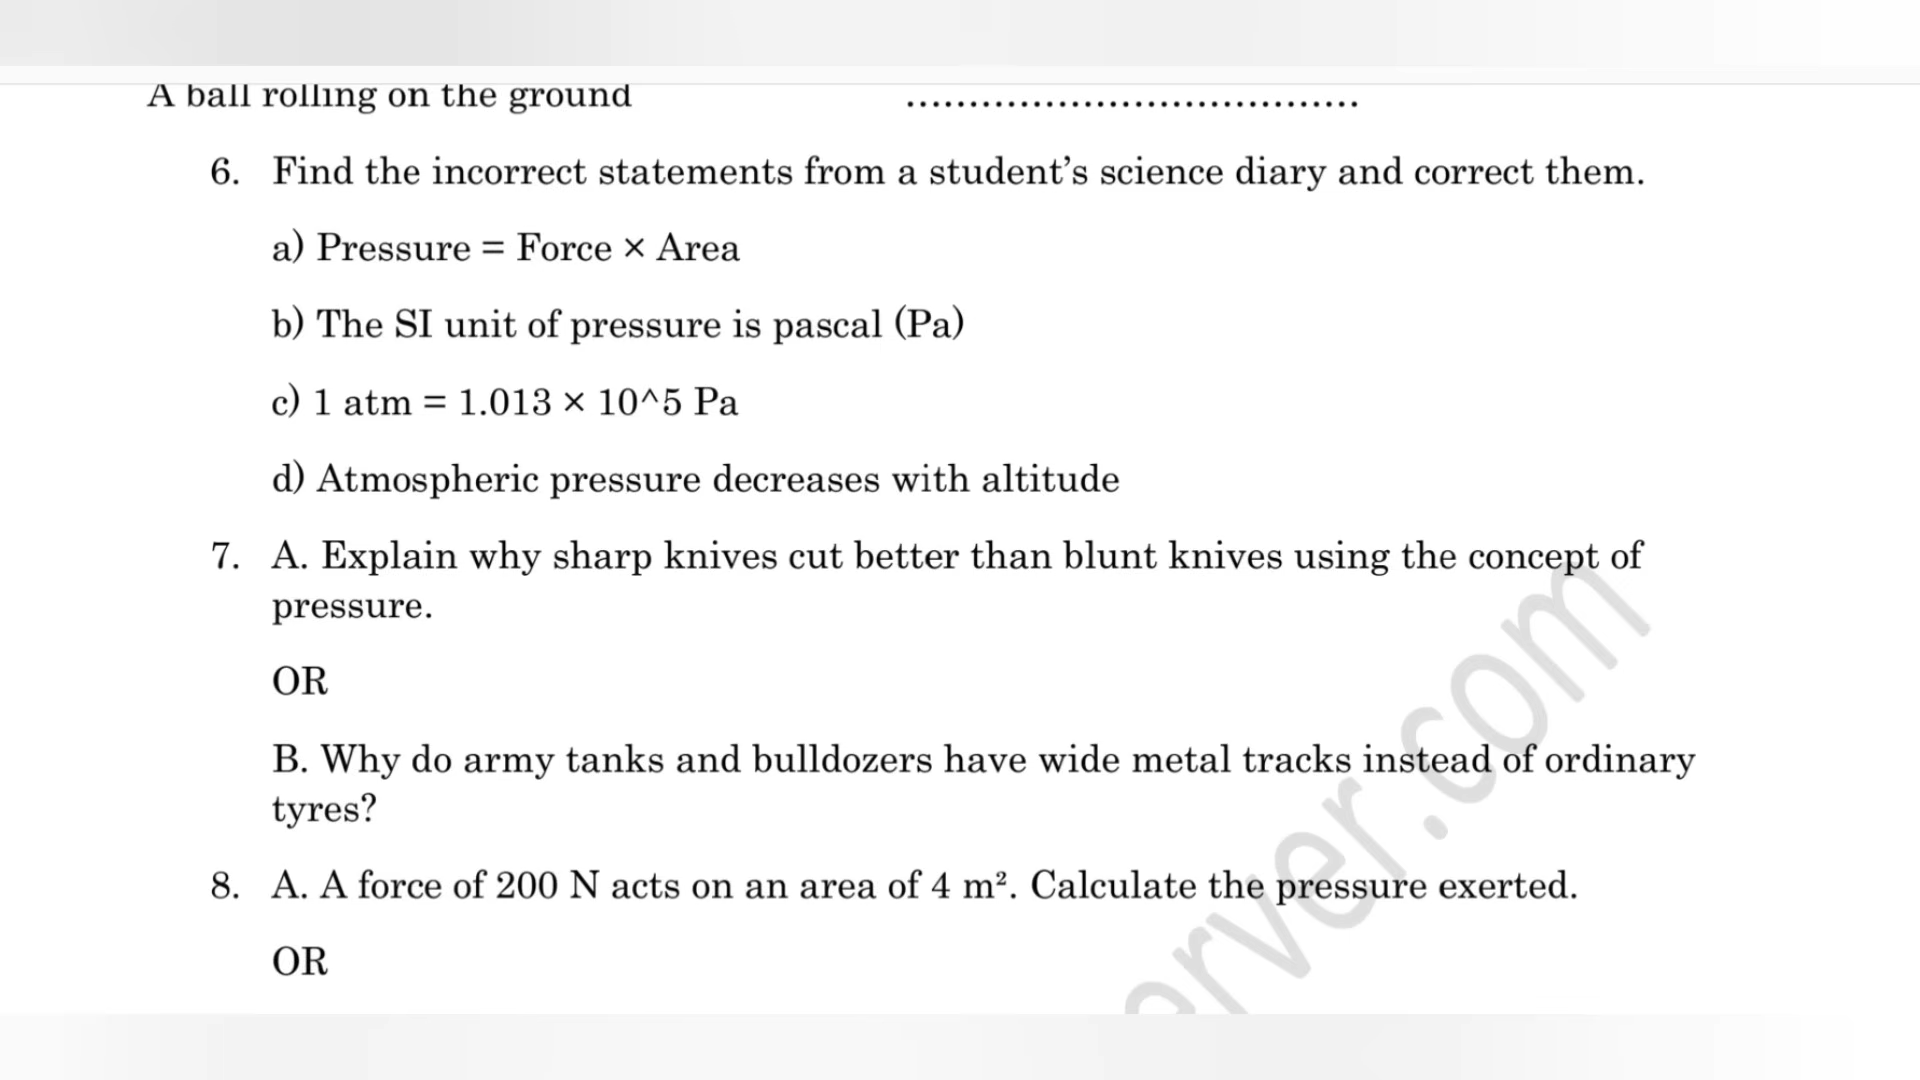 A ball rolling on the ground ....................................
6. Find the incorrect statements from a student’s science diary and correct them.
a) Pressure = Force × Area
b) The SI unit of pressure is pascal (Pa)
c) 1 atm = 1.013 × 10^5 Pa
d) Atmospheric pressure decreases with altitude
7. A. Explain why sharp knives cut better than blunt knives using the concept of
pressure.
OR
B. Why do army tanks and bulldozers have wide metal tracks instead of ordinary
tyres?
8. A. A force of 200 N acts on an area of 4 m². Calculate the pressure exerted.
OR
erver.com